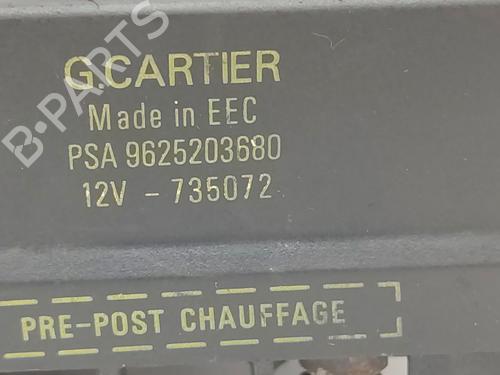 B-PARTS
G.CARTIER
Made in EEC
PSA 9625203680
12V - 735072
PRE-POST CHAUFFAGE